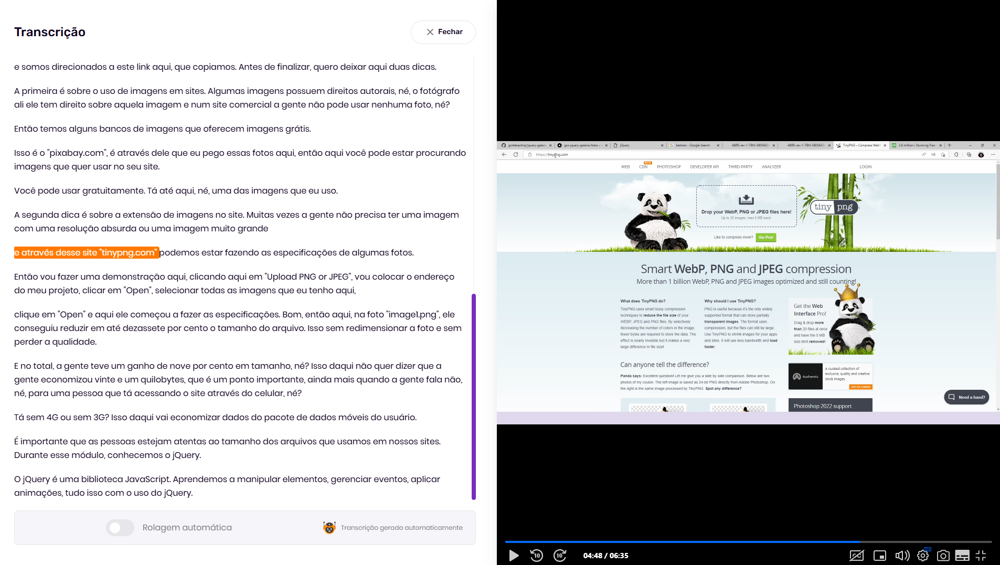 Transcrição
Fechar
e somos direcionados a este link aqui, que copiamos. Antes de finalizar, quero deixar aqui duas dicas.
A primeira é sobre o uso de imagens em sites. Algumas imagens possuem direitos autorais, né, o fotógrafo
ali ele tem direito sobre aquela imagem e num site comercial a gente não pode usar nenhuma foto, né?
Então temos alguns bancos de imagens que oferecem imagens grátis.
Isso é o "pixabay.com", é através dele que eu pego essas fotos aqui, então aqui você pode estar procurando
imagens que quer usar no seu site.
Você pode usar gratuitamente. Tá até aqui, né, uma das imagens que eu uso.
A segunda dica é sobre a extensão de imagens no site. Muitas vezes a gente não precisa ter uma imagem
com uma resolução absurda ou uma imagem muito grande
e através desse site "tinypng.com" podemos estar fazendo as especificações de algumas fotos.
Então vou fazer uma demonstração aqui, clicando aqui em "Upload PNG or JPEG", vou colocar o endereço
do meu projeto, clicar em "Open", selecionar todas as imagens que eu tenho aqui,
clique em "Open" e aqui ele começou a fazer as especificações. Bom, então aqui, na foto "image1.png", ele
conseguiu reduzir em até dezassete por cento o tamanho do arquivo. Isso sem redimensionar a foto e sem
perder a qualidade.
E no total, a gente teve um ganho de nove por cento em tamanho, né? Isso daqui não quer dizer que a
gente economizou vinte e um quilobytes, que é um ponto importante, ainda mais quando a gente fala não,
né, para uma pessoa que tá acessando o site através do celular, né?
Tá sem 4G ou sem 3G? Isso daqui vai economizar dados do pacote de dados móveis do usuário.
É importante que as pessoas estejam atentas ao tamanho dos arquivos que usamos em nossos sites.
Durante esse módulo, conhecemos o jQuery.
O jQuery é uma biblioteca JavaScript. Aprendemos a manipular elementos, gerenciar eventos, aplicar
animações, tudo isso com o uso do jQuery.
Rolagem automática
Transcrição gerada automaticamente
jQuery
batman - Google Search
ABRE-rev-1-TBM-56056JC
ABRE-rev-1-TBM-56056JC
TinyPNG – Compress Web
2.6 million+ Stunning Free
https://tinypng.com
WEB
CDN
BETA
PHOTOSHOP
DEVELOPER API
THIRD-PARTY
ANALYZER
LOGIN
Drop your WebP, PNG or JPEG files here!
Up to 20 images, max 5 MB each.
tiny png
Like to compress more?
Go Pro!
Smart WebP, PNG and JPEG compression
More than 1 billion WebP, PNG and JPEG images optimized and still counting!
What does TinyPNG do?
TinyPNG uses smart lossy compression
techniques to reduce the file size of your
WEBP, JPEG and PNG files. By selectively
decreasing the number of colors in the image,
fewer bytes are required to store the data. The
effect is nearly invisible but it makes a very
large difference in file size!
Why should I use TinyPNG?
PNG is useful because it's the only widely
supported format that can store partially
transparent images. The format uses
compression, but the files can still be large.
Use TinyPNG to shrink images for your apps
and sites. It will use less bandwidth and load
faster.
Get the Web
Interface Pro!
Drag & drop more
than 20 files at once
and have the 5 MB
size limit removed!
Can anyone tell the difference?
Panda says: Excellent question! Let me give you a side by side comparison. Below are two
photos of my cousin. The left image is saved as 24-bit PNG directly from Adobe Photoshop. On
the right is the same image processed by TinyPNG. Spot any difference?
Authentic
A curated collection of
exclusive, quality and creative
stock images.
ADS VIA CARBON
Photoshop 2022 support
Need a hand?
10
10
04:48 / 06:35
HD